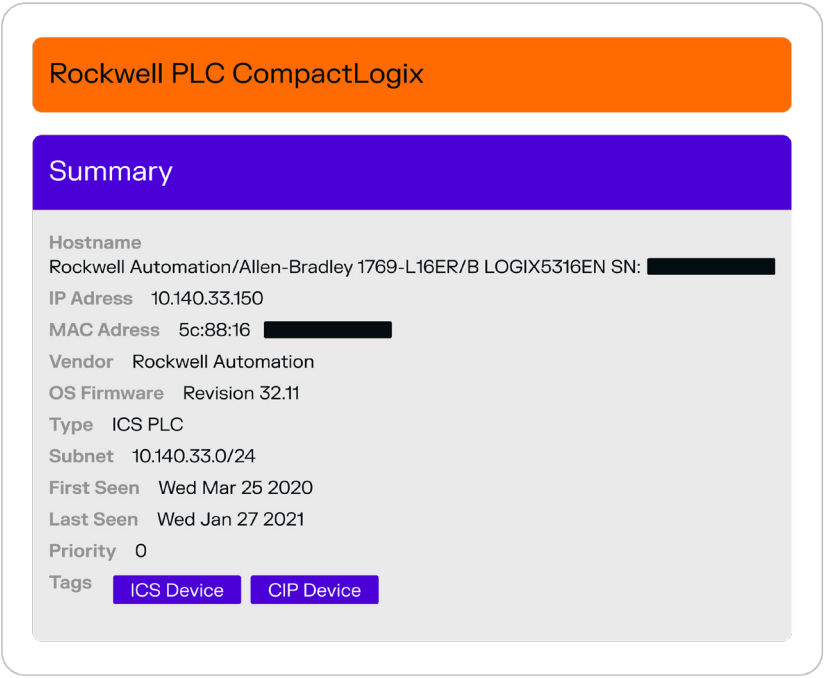 Rockwell PLC CompactLogix
Summary
Hostname
Rockwell Automation/Allen-Bradley 1769-L16ER/B LOGIX5316EN SN:
IP Adress 10.140.33.150
MAC Adress 5c:88:16
Vendor Rockwell Automation
OS Firmware Revision 32.11
Type ICS PLC
Subnet 10.140.33.0/24
First Seen Wed Mar 25 2020
Last Seen Wed Jan 27 2021
Priority 0
Tags ICS Device CIP Device